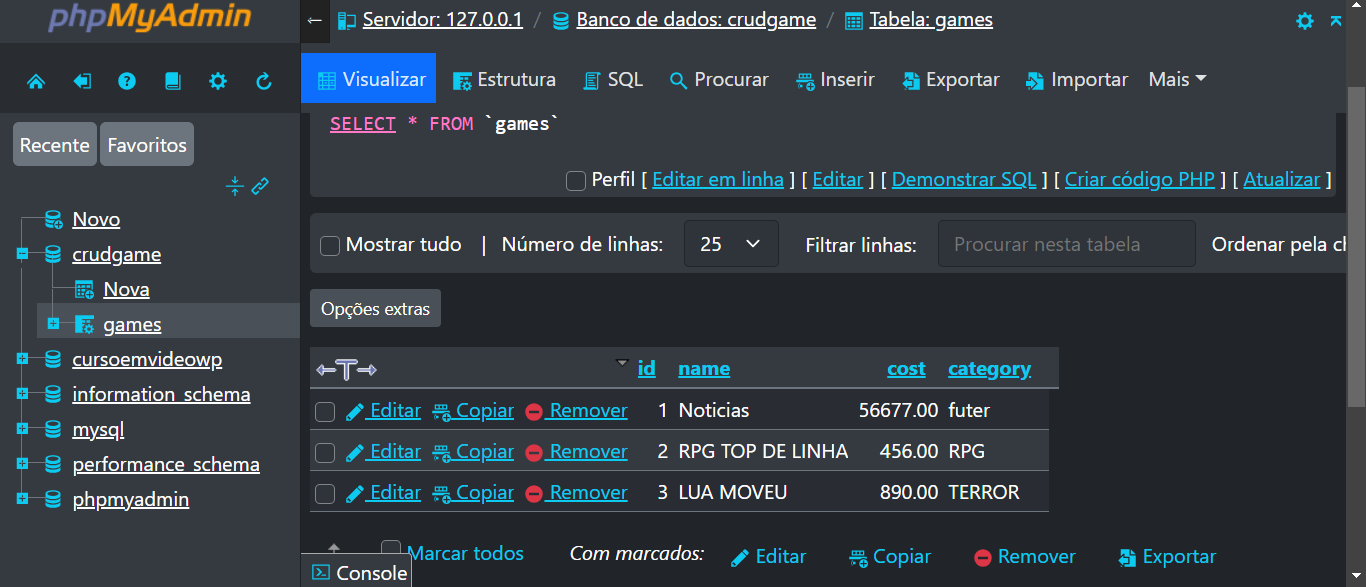 phpMyAdmin
Recente Favoritos
Novo
crudgame
Nova
games
cursoemvideowp
information_schema
mysql
performance_schema
phpmyadmin
← Servidor: 127.0.0.1 / Banco de dados: crudgame / Tabela: games
Visualizar Estrutura SQL Procurar Inserir Exportar Importar Mais
SELECT * FROM `games`
Perfil [ Editar em linha ] [ Editar ] [ Demonstrar SQL ] [ Criar código PHP ] [ Atualizar ]
Mostrar tudo | Número de linhas: 25 Filtrar linhas: Procurar nesta tabela Ordenar pela ch
Opções extras
←T→ id name cost category
Editar Copiar Remover 1 Noticias 56677.00 futer
Editar Copiar Remover 2 RPG TOP DE LINHA 456.00 RPG
Editar Copiar Remover 3 LUA MOVEU 890.00 TERROR
Marcar todos Com marcados: Editar Copiar Remover Exportar
Console